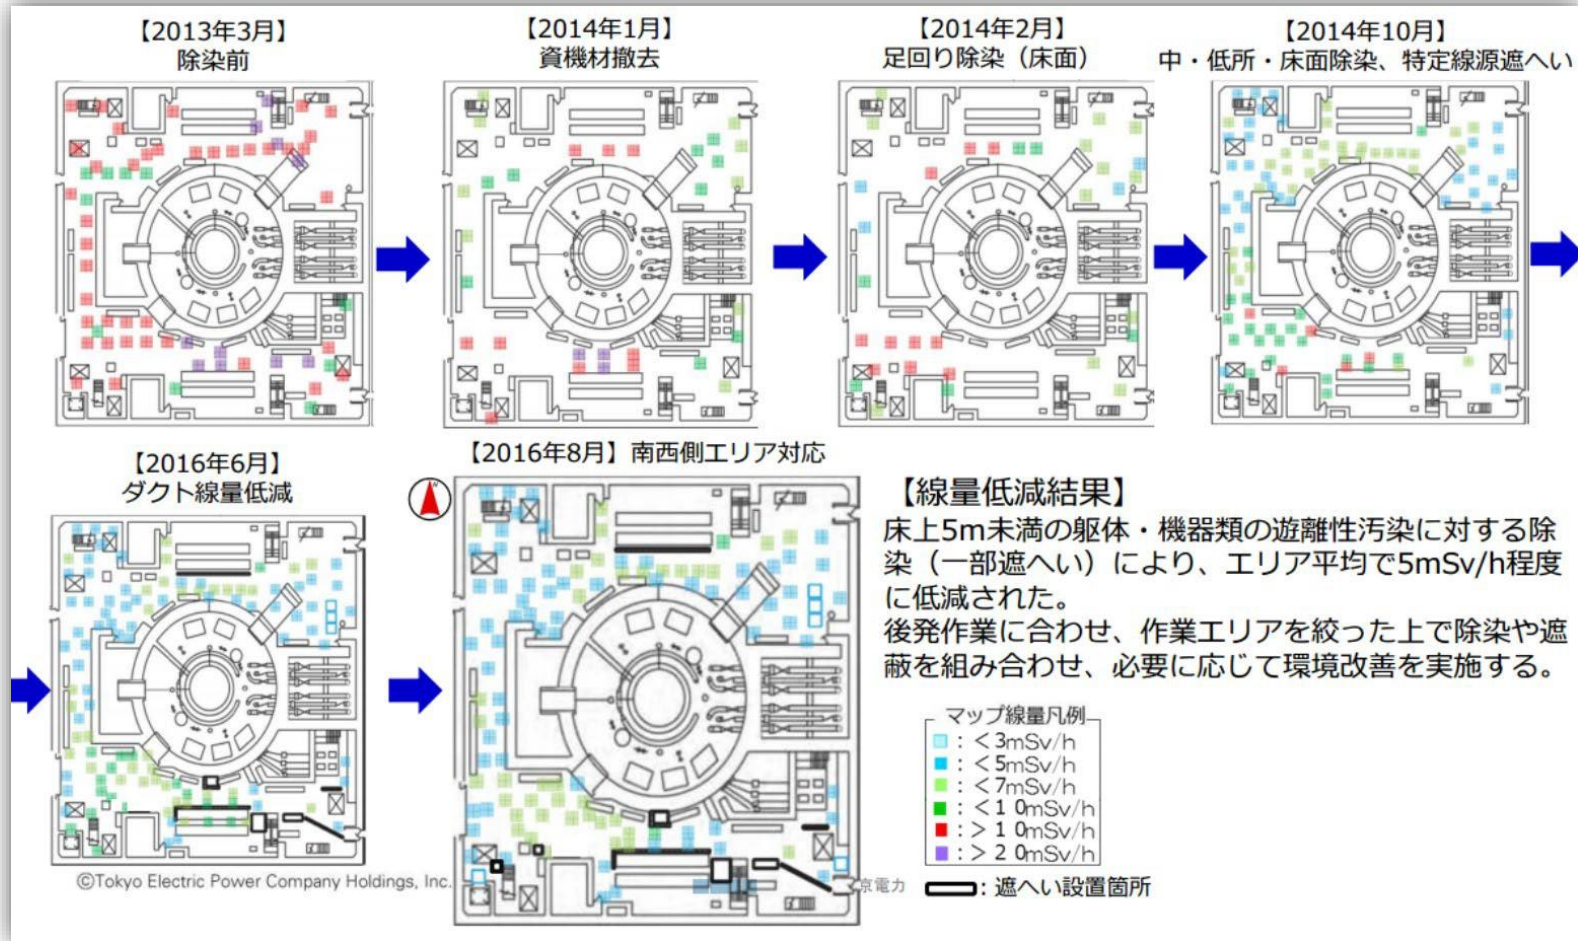 【2013年3月】
除染前
【2014年1月】
資機材撤去
【2014年2月】
足回り除染（床面）
【2014年10月】
中・低所・床面除染、特定線源遮へい
【2016年6月】
ダクト線量低減
【2016年8月】南西側エリア対応
【線量低減結果】
床上5m未満の躯体・機器類の遊離性汚染に対する除
染（一部遮へい）により、エリア平均で5mSv/h程度
に低減された。
後発作業に合わせ、作業エリアを絞った上で除染や遮
蔽を組み合わせ、必要に応じて環境改善を実施する。
マップ線量凡例
：＜3mSv/h
：＜5mSv/h
：＜7mSv/h
：＜10mSv/h
：＞10mSv/h
：＞20mSv/h
：遮へい設置箇所
©Tokyo Electric Power Company Holdings, Inc.
京電力